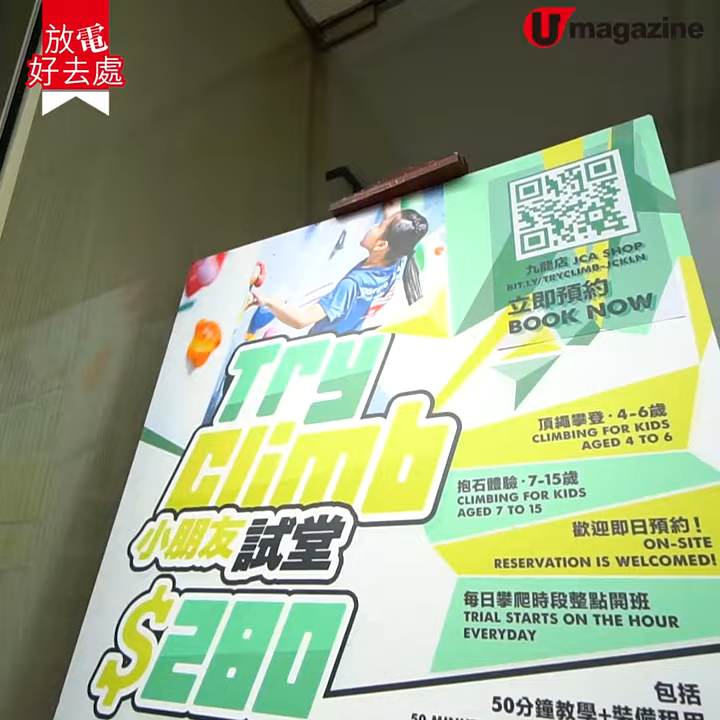 放電
好去處
U magazine
九龍店 JCA SHOP
BIT.LY/TRYCLIMB-JCKLN
立即預約
BOOK NOW
Try
Climb
小朋友試堂
$280
頂繩攀登·4-6歲
CLIMBING FOR KIDS
AGED 4 TO 6
抱石體驗·7-15歲
CLIMBING FOR KIDS
AGED 7 TO 15
歡迎即日預約！
ON-SITE
RESERVATION IS WELCOMED!
每日攀爬時段整點開班
TRIAL STARTS ON THE HOUR
EVERYDAY
包括
50分鐘教學+裝備租用